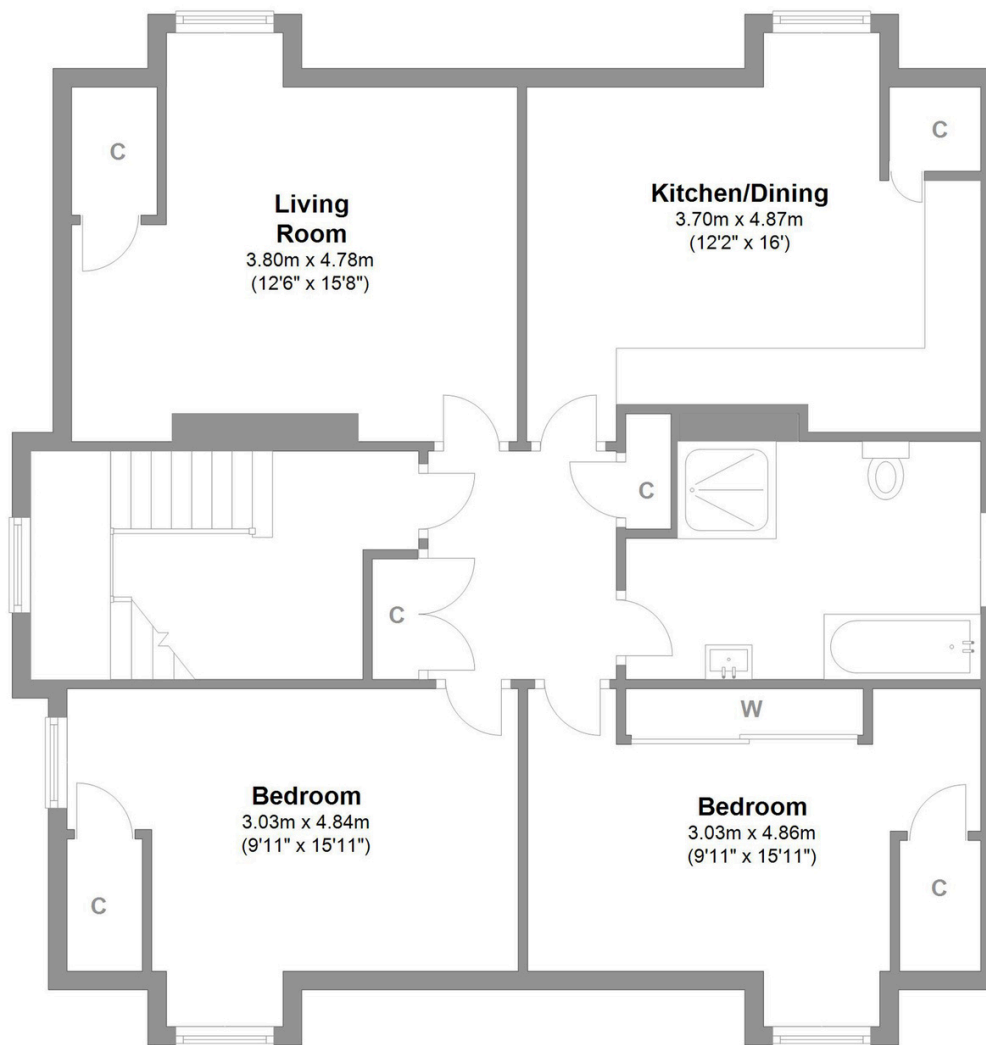 C
Living
Room
3.80m x 4.78m
(12'6" x 15'8")
Kitchen/Dining
3.70m x 4.87m
(12'2" x 16')
C
C
C
W
Bedroom
3.03m x 4.84m
(9'11" x 15'11")
C
Bedroom
3.03m x 4.86m
(9'11" x 15'11")
C